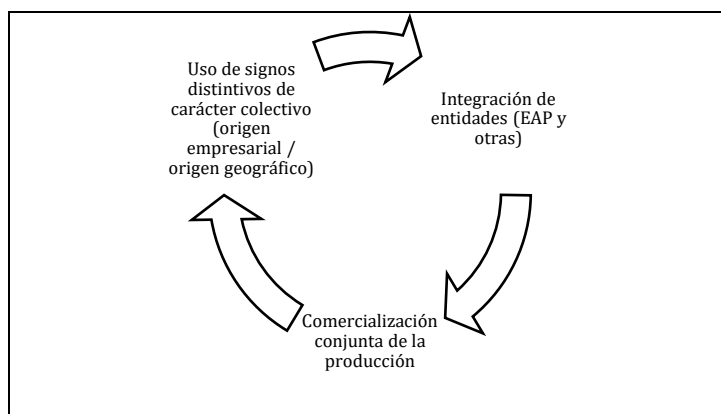 Uso de signos
distintivos de
carácter colectivo
(origen
empresarial /
origen geográfico)
Integración de
entidades (EAP y
otras)
Comercialización
conjunta de la
producción